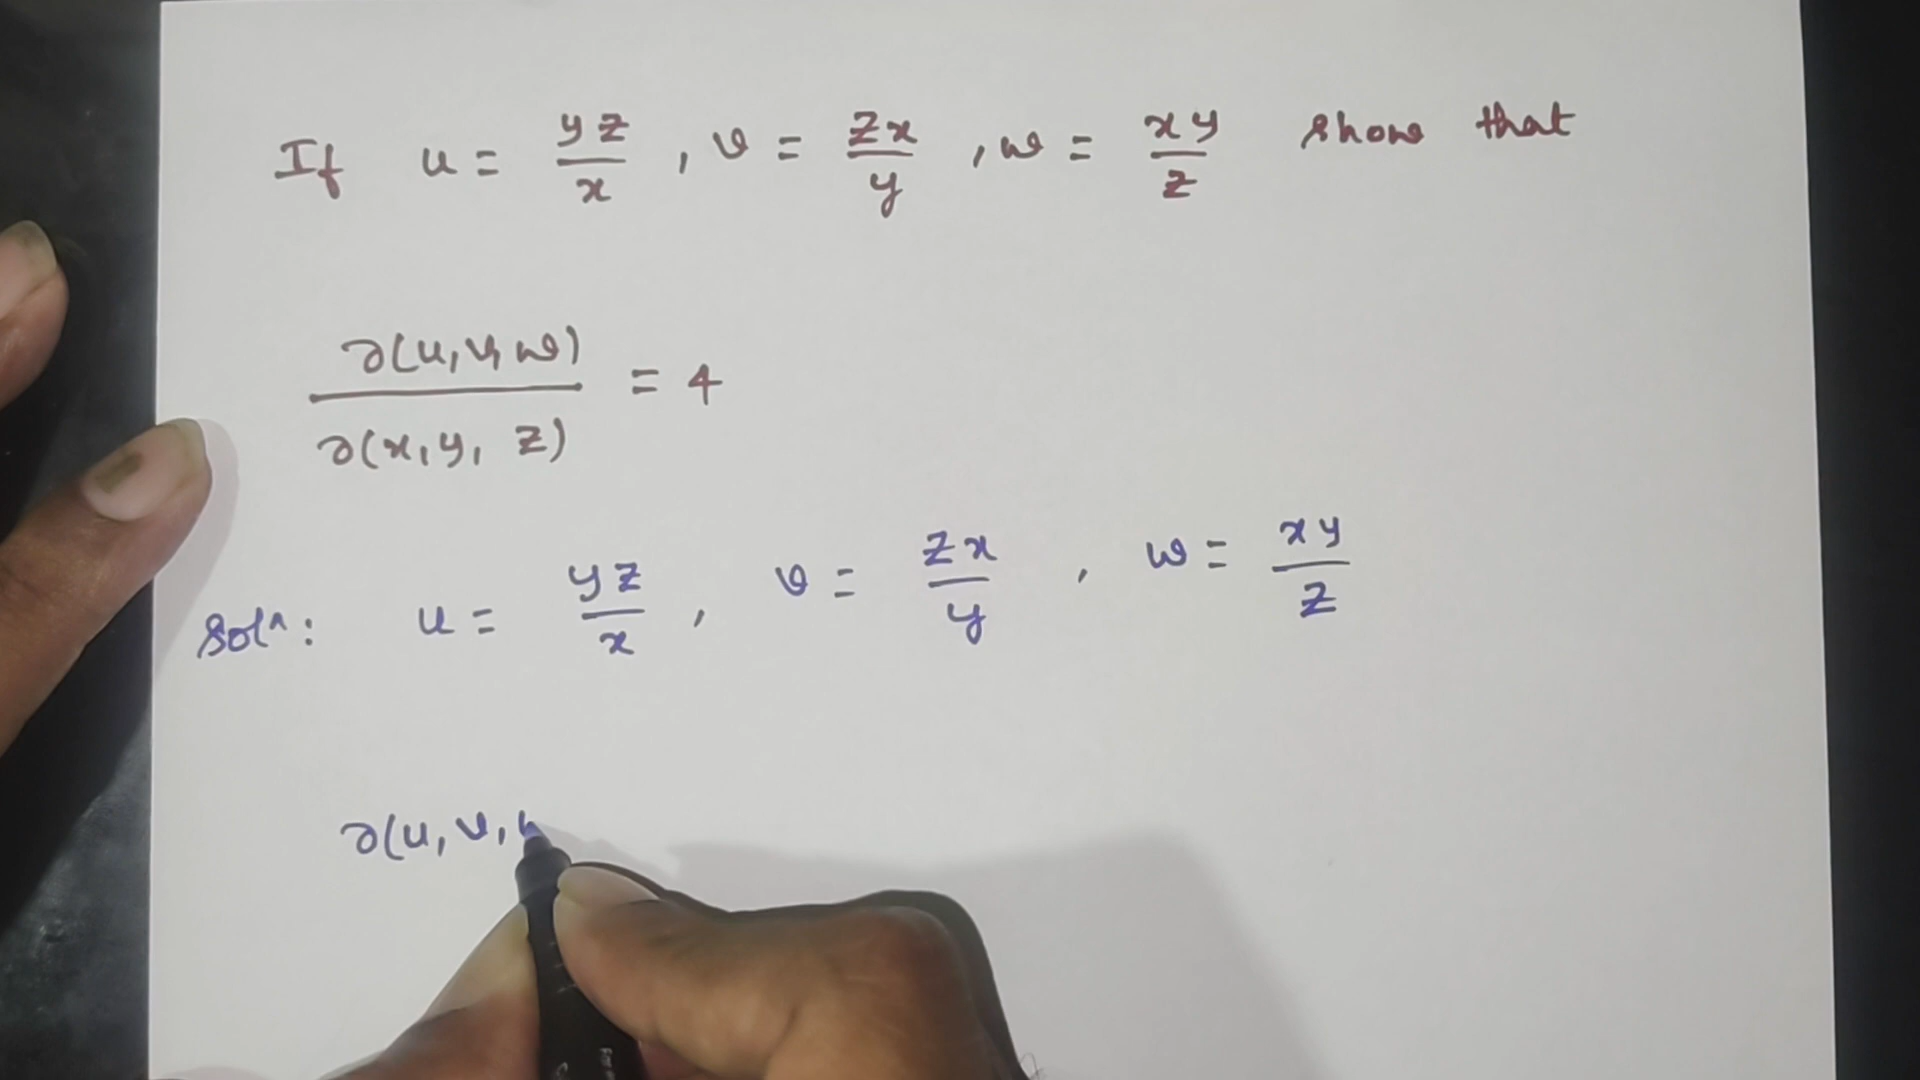 If u = yz/x , v = zx/y , w = xy/z show that
∂(u, v, w)/∂(x, y, z) = 4
Solⁿ: u = yz/x , v = zx/y , w = xy/z
∂(u, v,